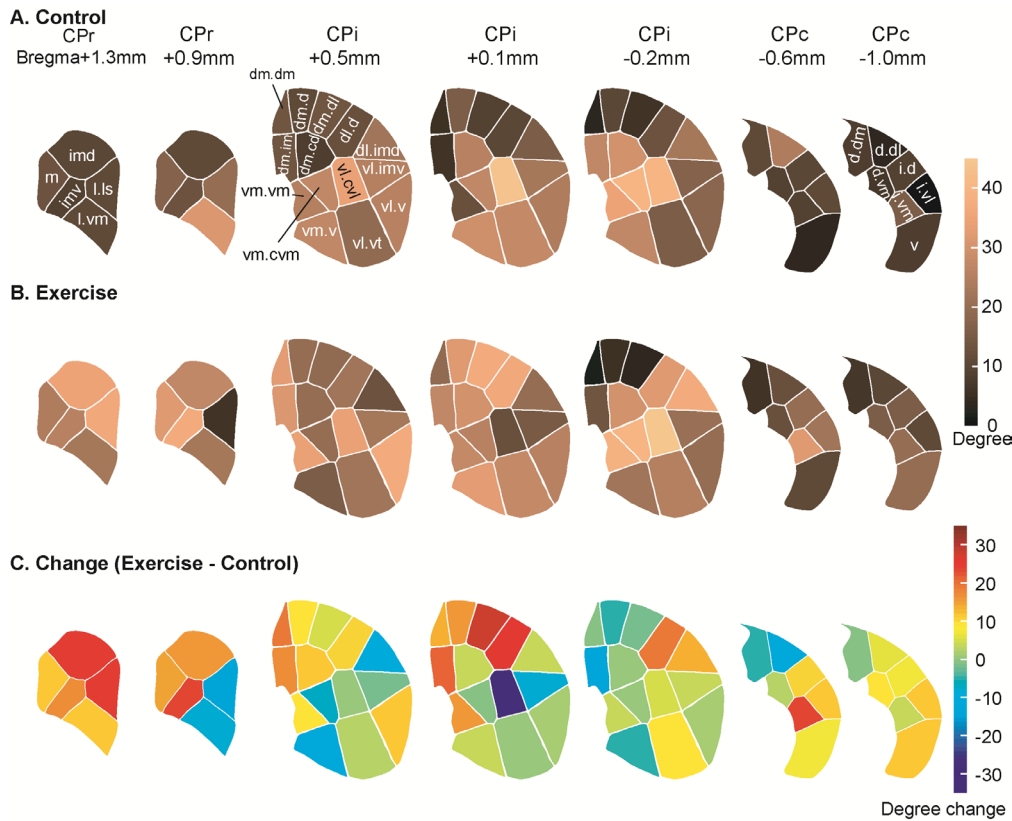 A. Control
CPr CPr CPi CPi CPi CPc CPc
Bregma+1.3mm +0.9mm +0.5mm +0.1mm -0.2mm -0.6mm -1.0mm
dm.dm
dm.d
dm.dl
dl.d
dm.im
dm.cd
dl.imd
vl.imv
vl.cvl
vm.vm
vl.v
vm.v
vl.vt
vm.cvm
imd
m
imv
l.ls
l.vm
d.dm
d.dl
i.d
d.vm
i.vl
i.vm
v
40
30
20
10
0
Degree
B. Exercise
C. Change (Exercise - Control)
30
20
10
0
-10
-20
-30
Degree change